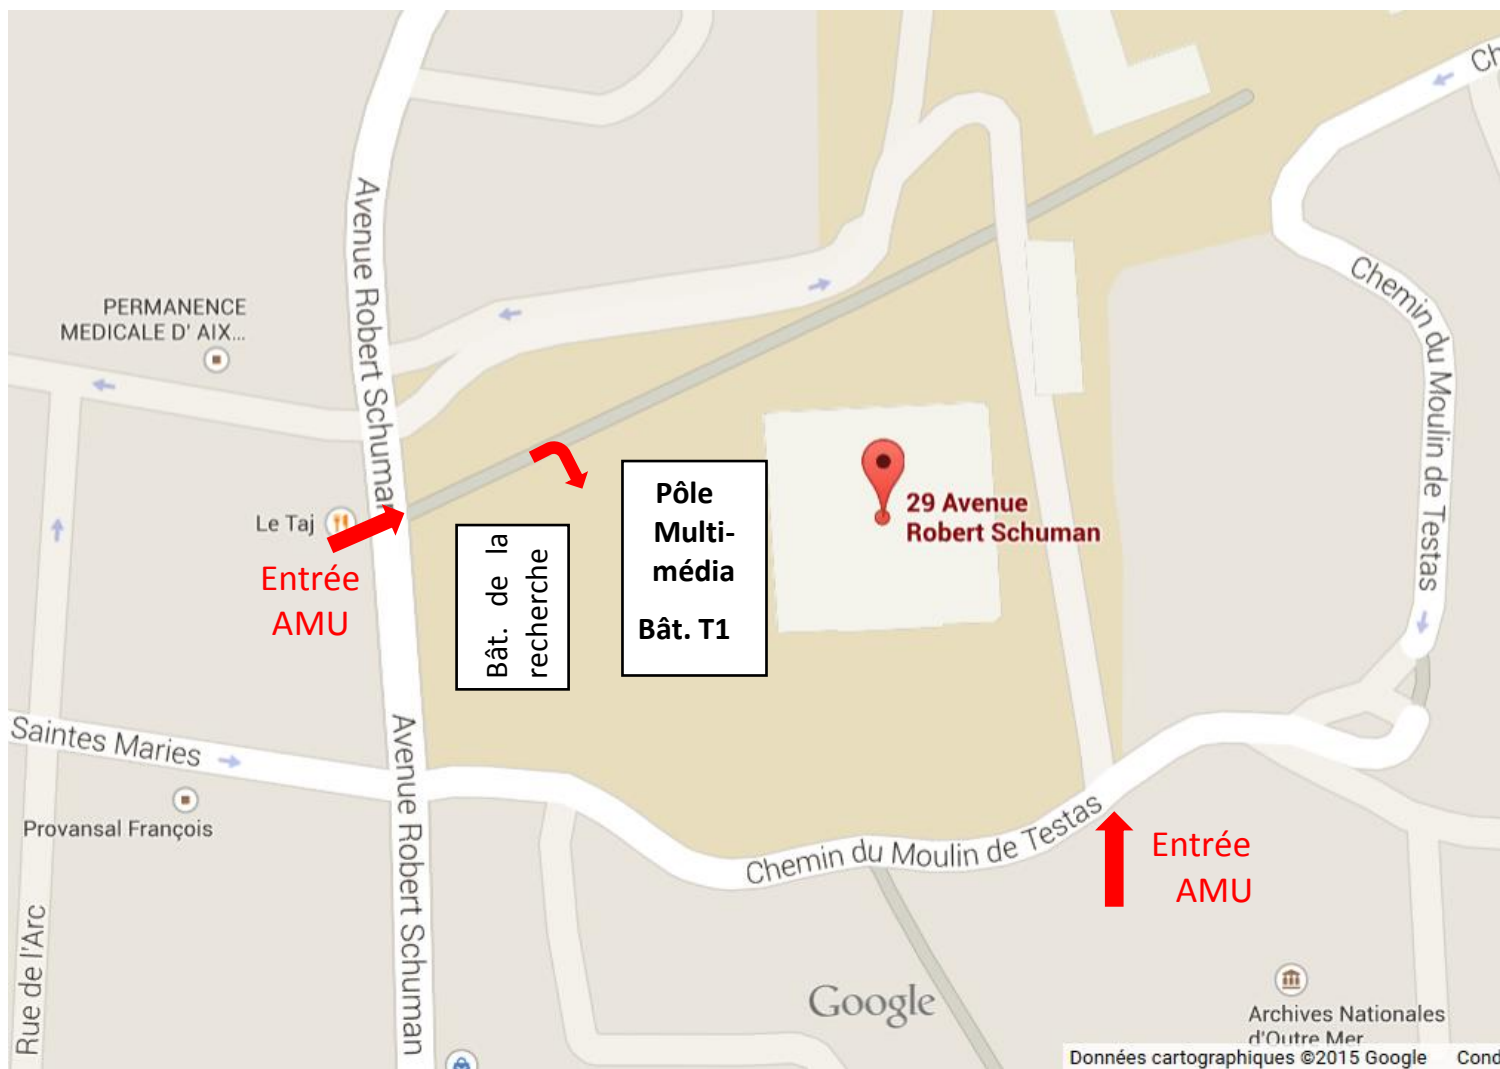 Ch
Avenue Robert Schuman
PERMANENCE
MEDICALE D' AIX...
Chemin du Moulin de Testas
Le Taj
Entrée
AMU
Bât. de la
recherche
Pôle
Multi-
média
Bât. T1
29 Avenue
Robert Schuman
Saintes Maries
Provansal François
Avenue Robert Schuman
Chemin du Moulin de Testas
Entrée
AMU
Rue de l'Arc
Google
Archives Nationales
d'Outre Mer
Données cartographiques ©2015 Google Cond